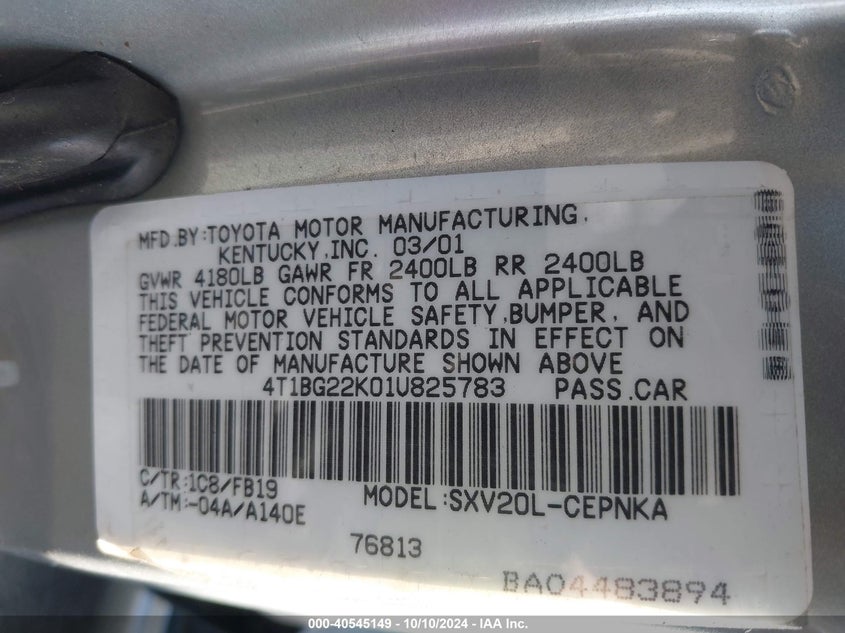 MFD.BY:TOYOTA MOTOR MANUFACTURING,
KENTUCKY,INC. 03/01
GVWR 4180LB GAWR FR 2400LB RR 2400LB
THIS VEHICLE CONFORMS TO ALL APPLICABLE
FEDERAL MOTOR VEHICLE SAFETY,BUMPER, AND
THEFT PREVENTION STANDARDS IN EFFECT ON
THE DATE OF MANUFACTURE SHOWN ABOVE
4T1BG22K01U825783 PASS.CAR
C/TR:1C8/FB19
A/TM:-04A/A140E
MODEL:SXV20L-CEPNKA
76813
BA04483894
000-40545149 - 10/10/2024 - IAA Inc.